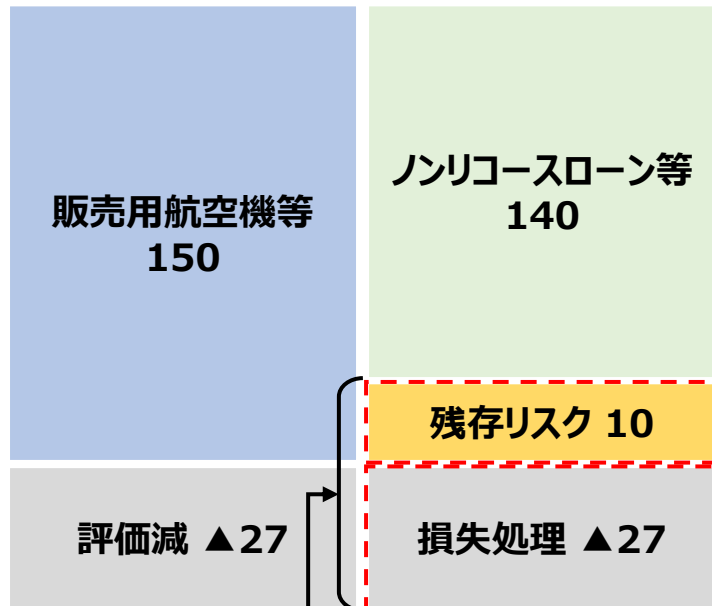 販売用航空機等
150
ノンリコースローン等
140
残存リスク 10
評価減 ▲27
損失処理 ▲27